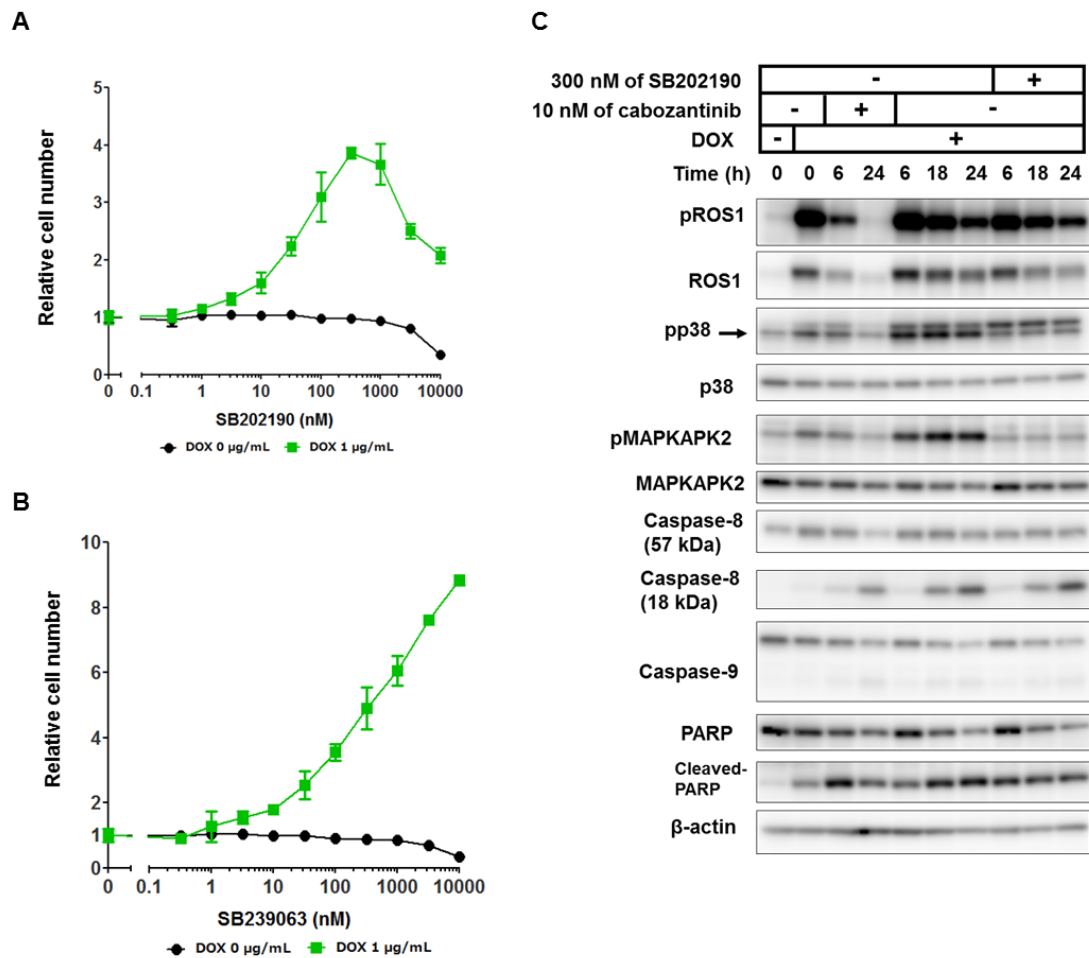 A
Relative cell number
5
4
3
2
1
0
0 0.1 1 10 100 1000 10000
SB202190 (nM)
DOX 0 µg/mL DOX 1 µg/mL
B
Relative cell number
10
8
6
4
2
1
0
0 0.1 1 10 100 1000 10000
SB239063 (nM)
DOX 0 µg/mL DOX 1 µg/mL
C
300 nM of SB202190 - +
10 nM of cabozantinib - + -
DOX - +
Time (h) 0 0 6 24 6 18 24 6 18 24
pROS1
ROS1
pp38
p38
pMAPKAPK2
MAPKAPK2
Caspase-8
(57 kDa)
Caspase-8
(18 kDa)
Caspase-9
PARP
Cleaved-
PARP
β-actin